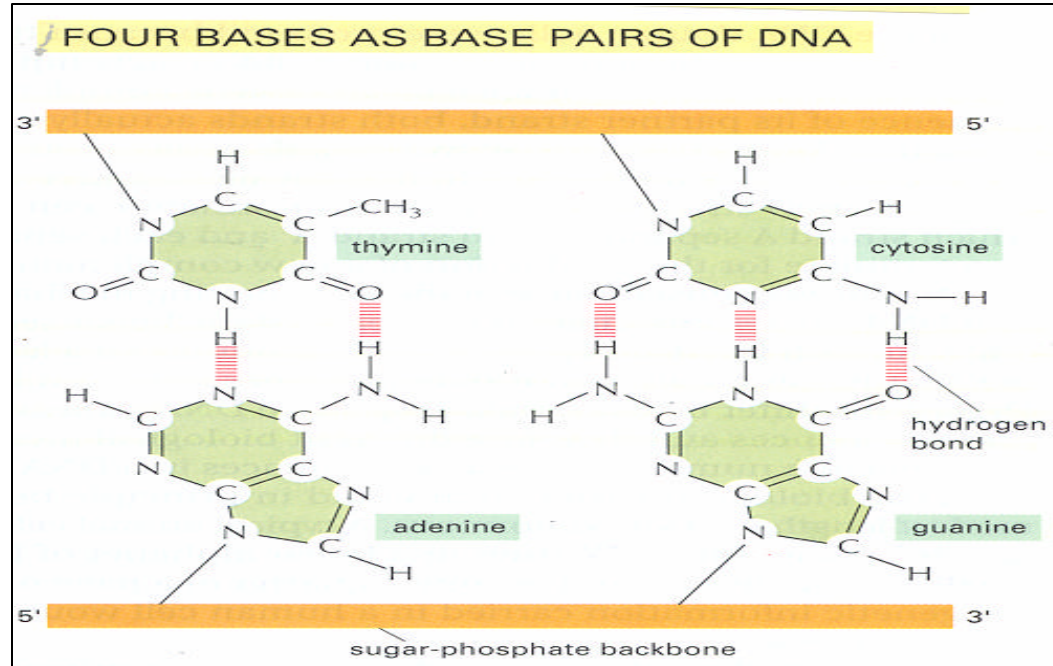 FOUR BASES AS BASE PAIRS OF DNA
3' 5'
H
H
C
C
N C CH₃
N C H
thymine
cytosine
C C
C C
O N O
O N N H
H
H
H
H
H
N N
N N O
H C C H
H C C
hydrogen
bond
N C C N
N C C N
adenine
guanine
N C
N C
H
H
5' 3'
sugar-phosphate backbone